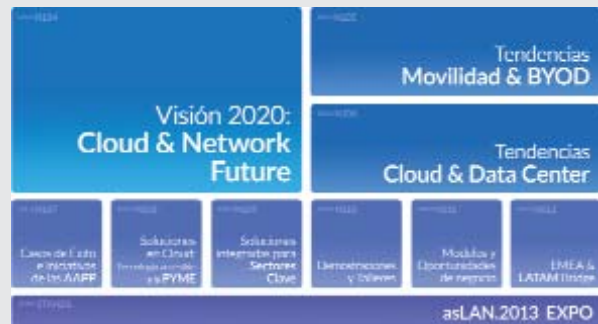 Visión 2020:
Cloud & Network
Future
Tendencias
Movilidad & BYOD
Tendencias
Cloud & Data Center
Casos de Éxito
e Iniciativas
de las AAPP
Soluciones
en Cloud:
a la PYME
Soluciones
integradas para
Sectores
Clave
Demostraciones
y Talleres
Modelos y
Oportunidades
de negocio
EMEA &
LATAM Bridge
asLAN.2013 EXPO